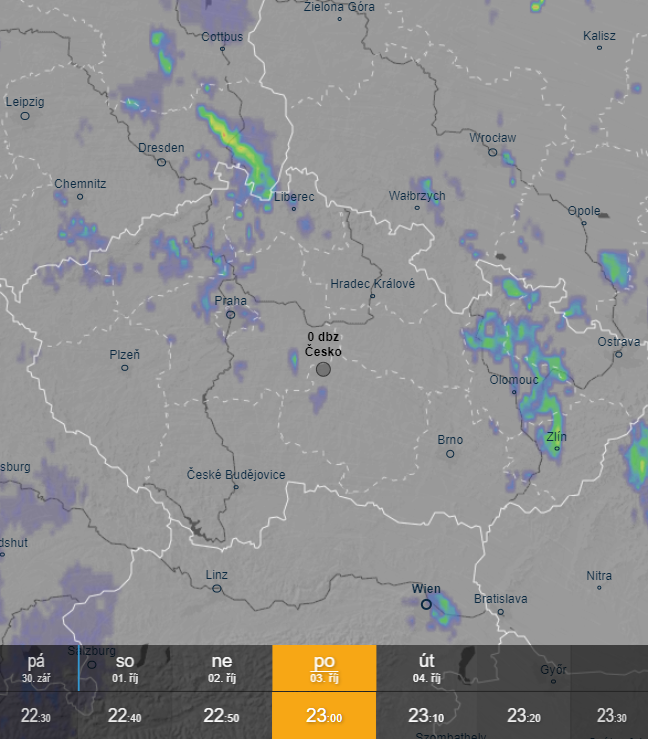 Zielona Góra
Cottbus
Kalisz
Leipzig
Dresden
Wrocław
Chemnitz
Liberec
Wałbrzych
Opole
Hradec Králové
Praha
0 dbz
Česko
Ostrava
Plzeň
Olomouc
Zlín
Brno
sburg
České Budějovice
dshut
Linz
Nitra
Wien
Bratislava
Salzburg
Győr
pá so ne po út
30. zář 01. říj 02. říj 03. říj 04. říj
22:30 22:40 22:50 23:00 23:10 23:20 23:30
Szombathely